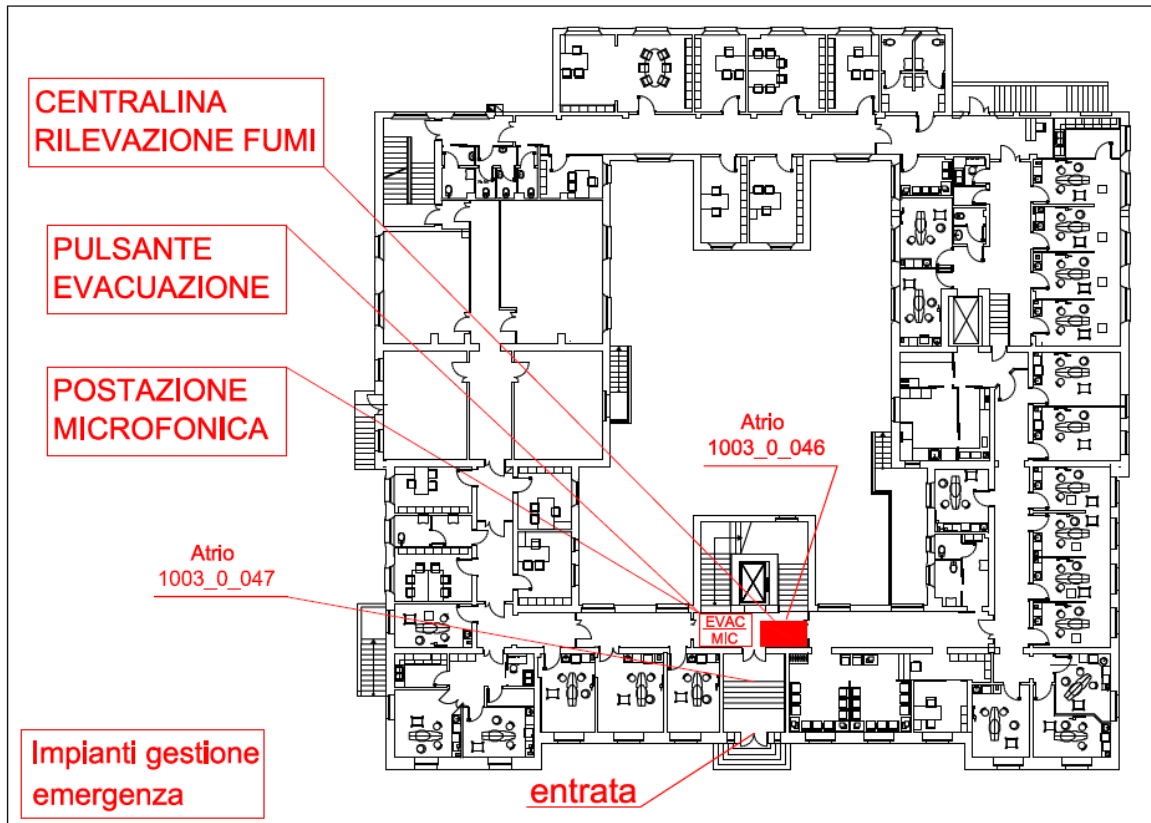 CENTRALINA
RILEVAZIONE FUMI
PULSANTE
EVACUAZIONE
POSTAZIONE
MICROFONICA
Atrio
1003_0_046
Atrio
1003_0_047
EVAC
MIC
Impianti gestione
emergenza
entrata